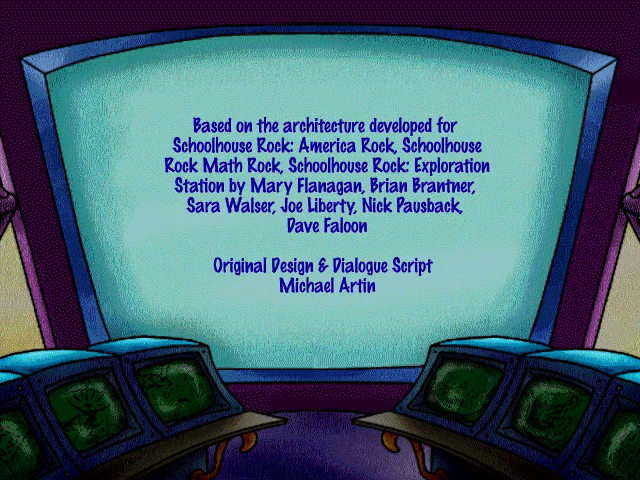 Based on the architecture developed for
Schoolhouse Rock: America Rock, Schoolhouse
Rock Math Rock, Schoolhouse Rock: Exploration
Station by Mary Flanagan, Brian Brantner,
Sara Walser, Joe Liberty, Nick Pausback,
Dave Faloon
Original Design & Dialogue Script
Michael Artin